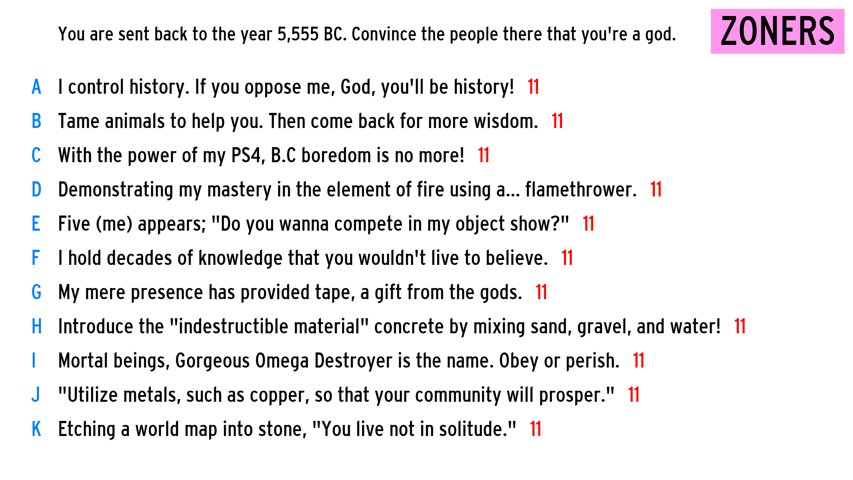 You are sent back to the year 5,555 BC. Convince the people there that you're a god.
ZONERS
A I control history. If you oppose me, God, you'll be history! 11
B Tame animals to help you. Then come back for more wisdom. 11
C With the power of my PS4, B.C boredom is no more! 11
D Demonstrating my mastery in the element of fire using a... flamethrower. 11
E Five (me) appears; "Do you wanna compete in my object show?" 11
F I hold decades of knowledge that you wouldn't live to believe. 11
G My mere presence has provided tape, a gift from the gods. 11
H Introduce the "indestructible material" concrete by mixing sand, gravel, and water! 11
I Mortal beings, Gorgeous Omega Destroyer is the name. Obey or perish. 11
J "Utilize metals, such as copper, so that your community will prosper." 11
K Etching a world map into stone, "You live not in solitude." 11